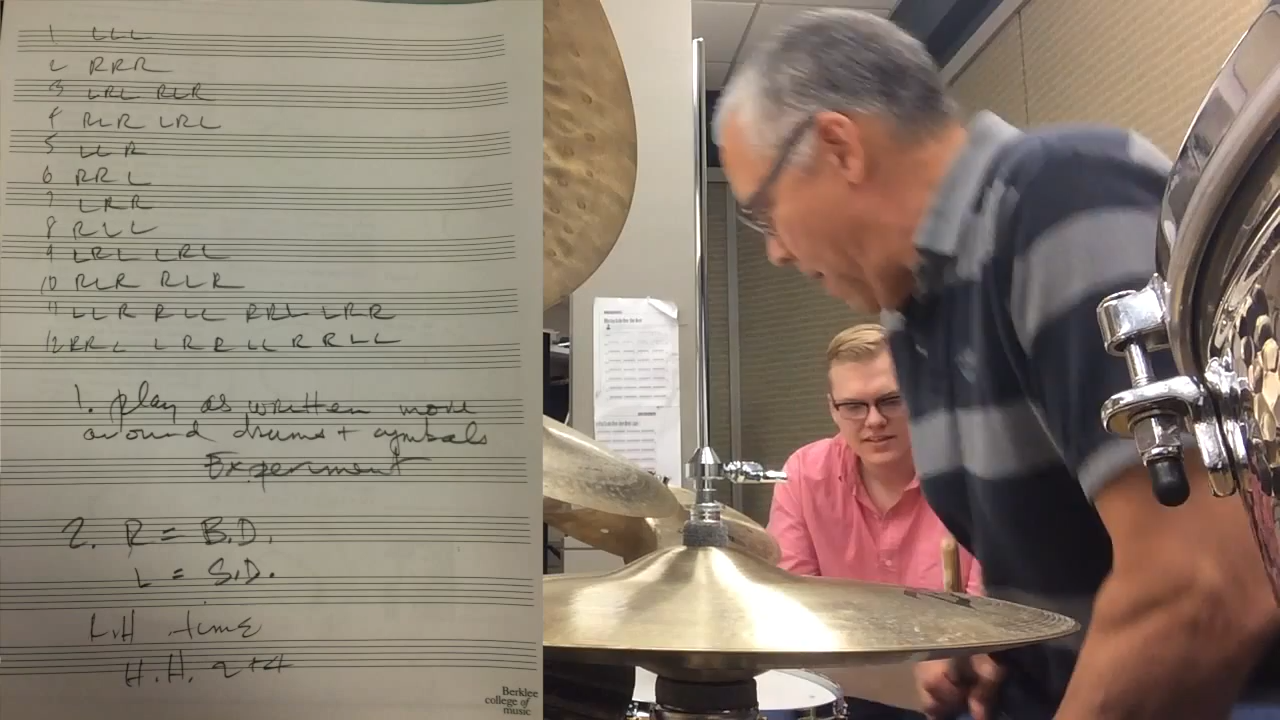 1 LLL
2 RRR
3 LRL RLR
4 RLR LRL
5 LLR
6 RRL
7 LRR
8 RLL
9 LRL LRL
10 RLR RLR
11 LLR RLL RRL LRR
12 RRL LRR LL RRLL
1. play as written move
around drums + cymbals
Experiment
2. R = B.D.
L = S.D.
time
H.H. 2+4
Berklee
college of
music